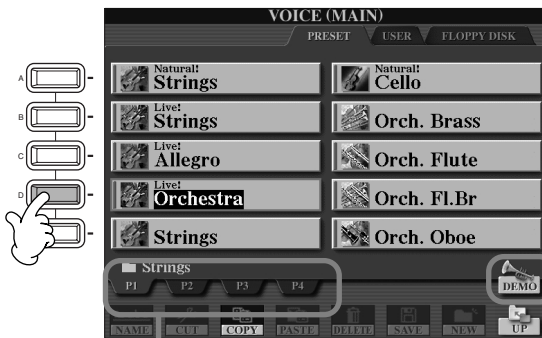 VOICE (MAIN)
PRESET USER FLOPPY DISK
A
Natural!
Strings
Natural!
Cello
B
Live!
Strings
Orch. Brass
C
Live!
Allegro
Orch. Flute
D
Live!
Orchestra
Orch. Fl.Br
Strings
Orch. Oboe
Strings
P1 P2 P3 P4
DEMO
NAME CUT COPY PASTE DELETE SAVE NEW UP